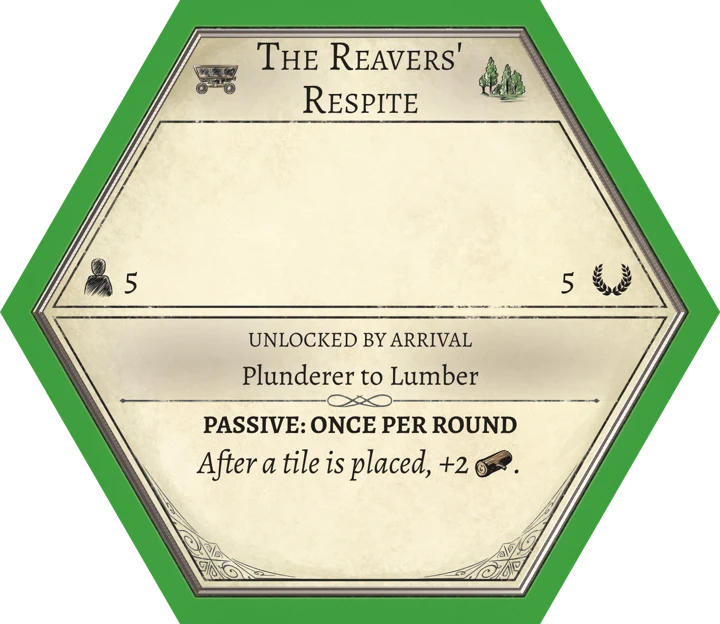 The Reavers'
Respite
5 5
UNLOCKED BY ARRIVAL
Plunderer to Lumber
PASSIVE: ONCE PER ROUND
After a tile is placed, +2 .